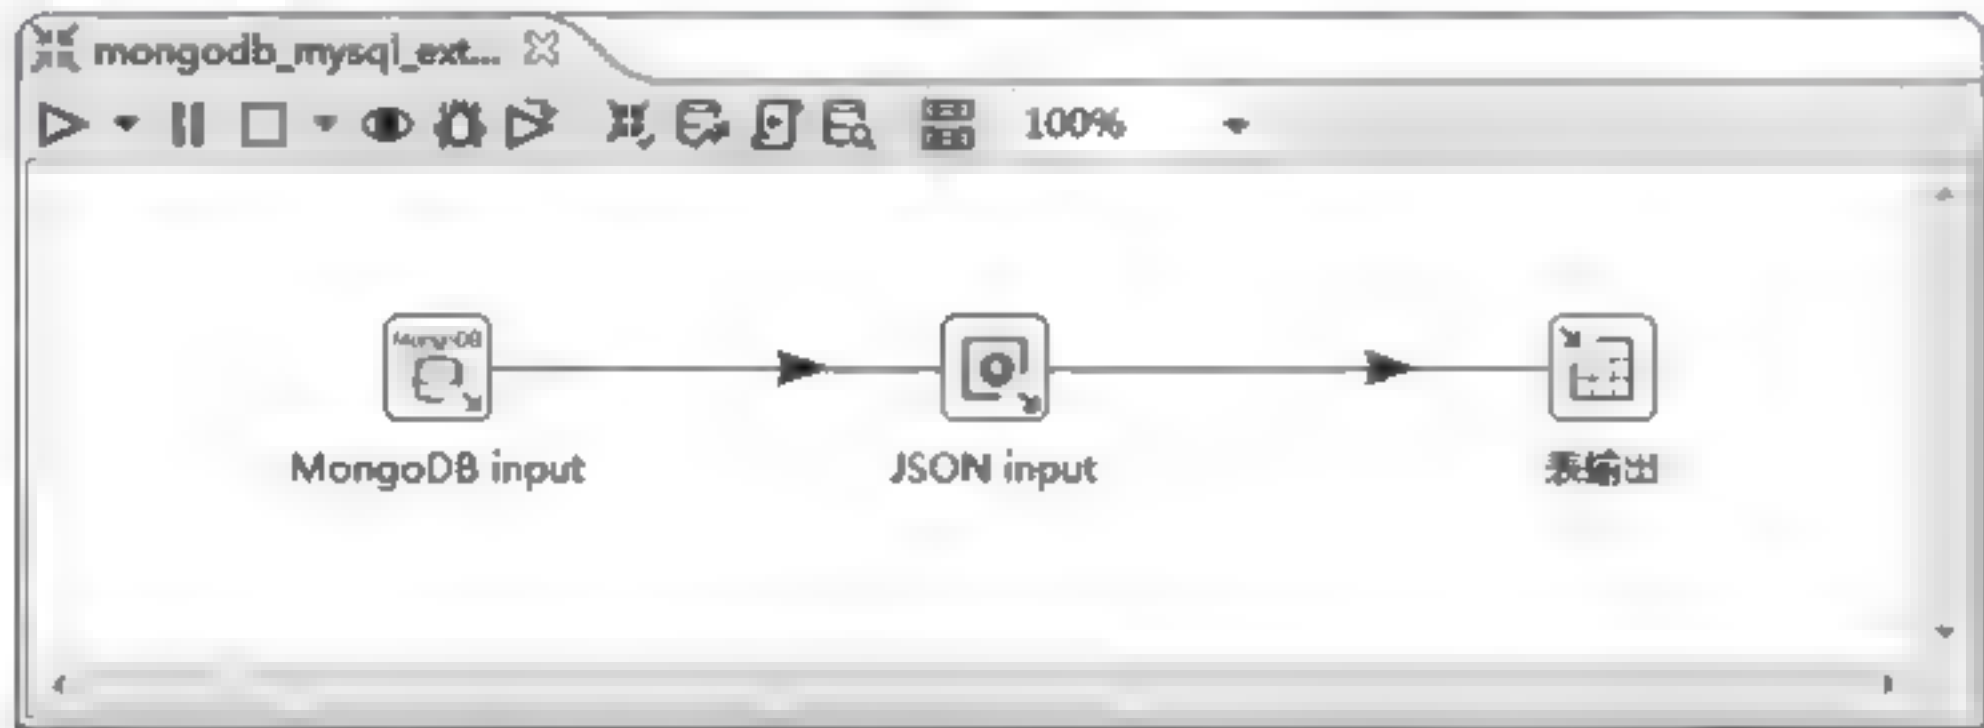 mongodb_mysql_ext...
100%
MongoDB
MongoDB input
JSON input
表输出